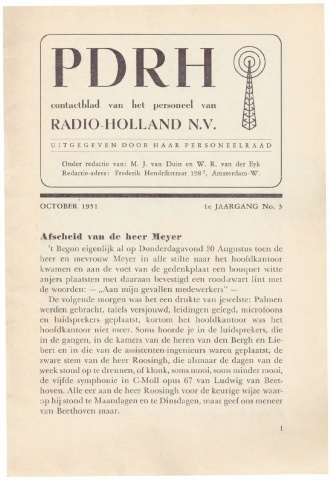 PDRH
contactblad van het personeel van
RADIO-HOLLAND N.V.
UITGEGEVEN DOOR HAAR PERSONEELRAAD
Onder redactie van: M. J. van Duin en W. R. van der Eyk
Redactie-adres: Frederik Hendrikstraat 198², Amsterdam-W.
OCTOBER 1951
1e JAARGANG No. 3
Afscheid van de heer Meyer
't Begon eigenlijk al op Donderdagavond 30 Augustus toen de
heer en mevrouw Meyer in alle stilte naar het hoofdkantoor
kwamen en aan de voet van de gedenkplaat een bouquet witte
anjers plaatsten met daaraan bevestigd een rood-zwart lint met
de woorden: — „Aan mijn gevallen medewerkers" —
De volgende morgen was het een drukte van jewelste: Palmen
werden gebracht, tafels versjouwd, leidingen gelegd, microfoons
en luidsprekers geplaatst, kortom het hoofdkantoor was het
hoofdkantoor niet meer. Soms hoorde je in de luidsprekers, die
in de gangen, in de kamers van de heren van den Bergh en Lie-
bert en in die van de assistenten-ingenieurs waren geplaatst, de
zware stem van de heer Roosingh, die alsmaar de dagen van de
week stond op te dreunen, of klonk, soms mooi, soms minder mooi,
de vijfde symphonie in C-Moll opus 67 van Ludwig van Beet-
hoven. Alle eer aan de heer Roosingh voor de keurige wijze waar-
op hij stond te Maandagen en te Dinsdagen, maar geef ons meneer
van Beethoven maar.
1